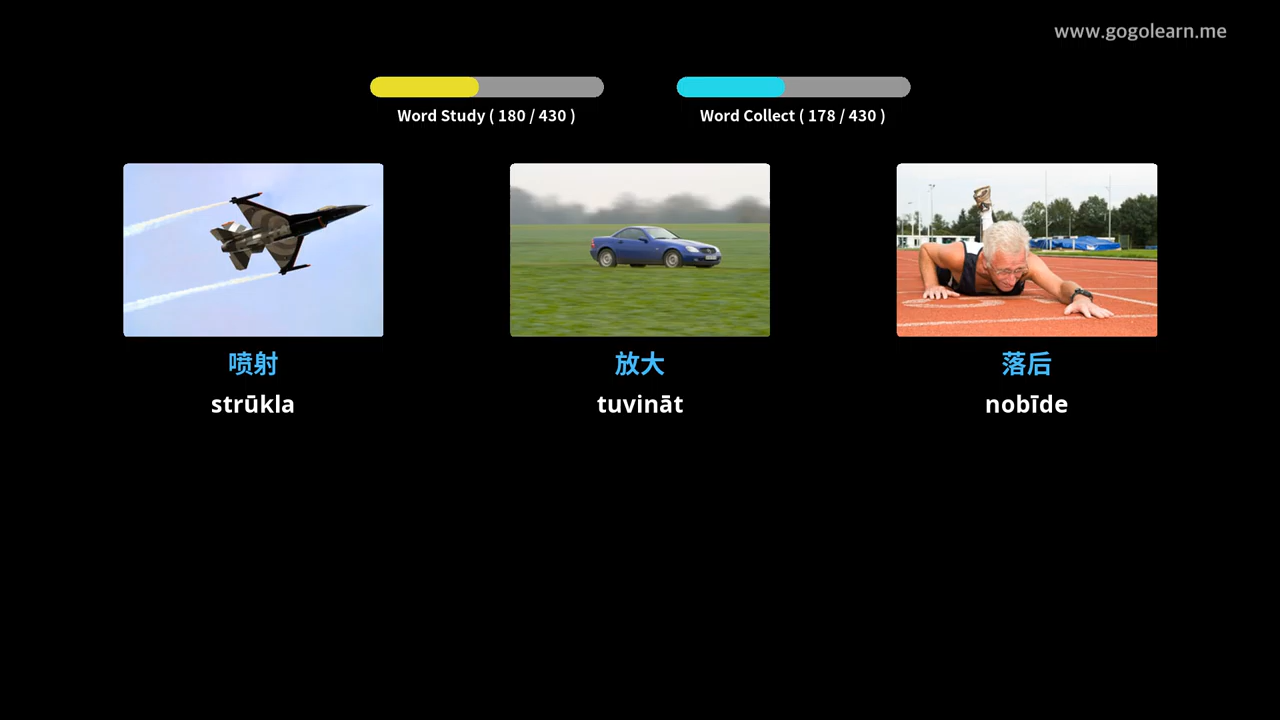 www.gogolearn.me
Word Study ( 180 / 430 )
Word Collect ( 178 / 430 )
喷射
放大
落后
strūkla
tuvināt
nobīde